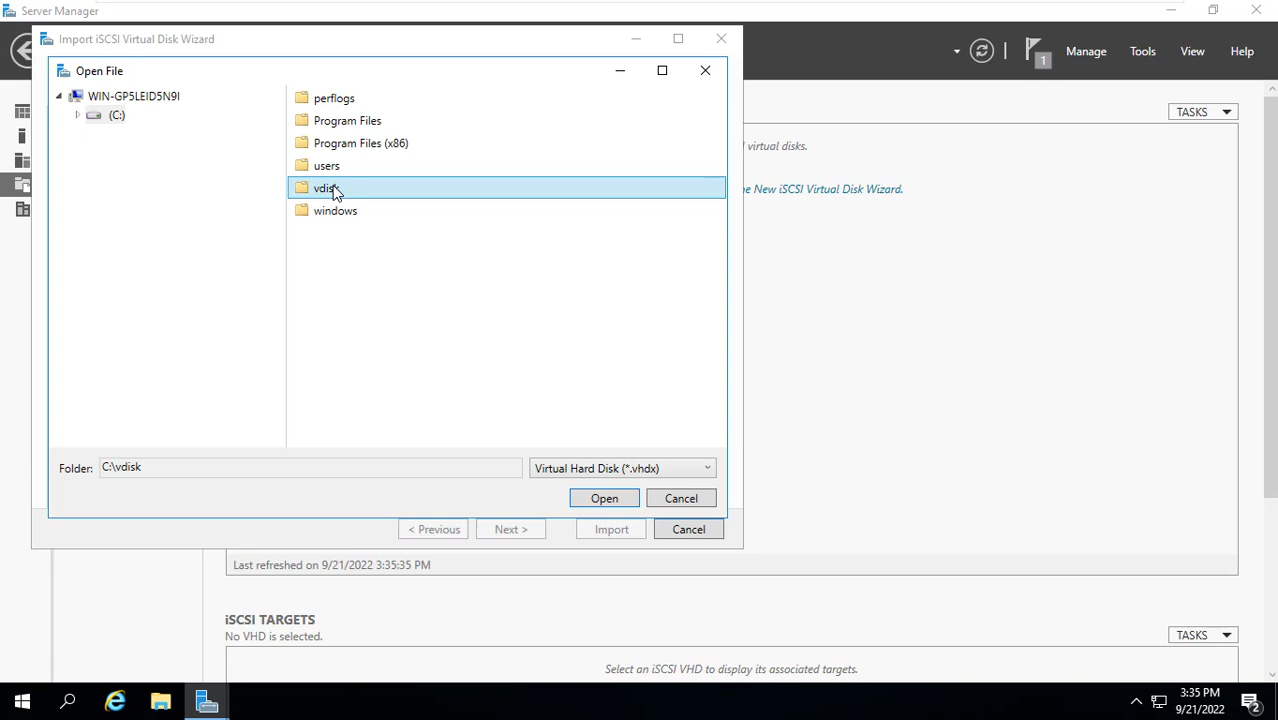 Server Manager
Import iSCSI Virtual Disk Wizard
Manage
Tools
View
Help
1
Open File
WIN-GP5LEID5N9I
(C:)
perflogs
Program Files
Program Files (x86)
users
vdisk
windows
TASKS
virtual disks.
New iSCSI Virtual Disk Wizard.
Folder:
C:\vdisk
Virtual Hard Disk (*.vhdx)
Open
Cancel
< Previous
Next >
Import
Cancel
Last refreshed on 9/21/2022 3:35:35 PM
iSCSI TARGETS
No VHD is selected.
TASKS
Select an iSCSI VHD to display its associated targets.
3:35 PM
9/21/2022
2